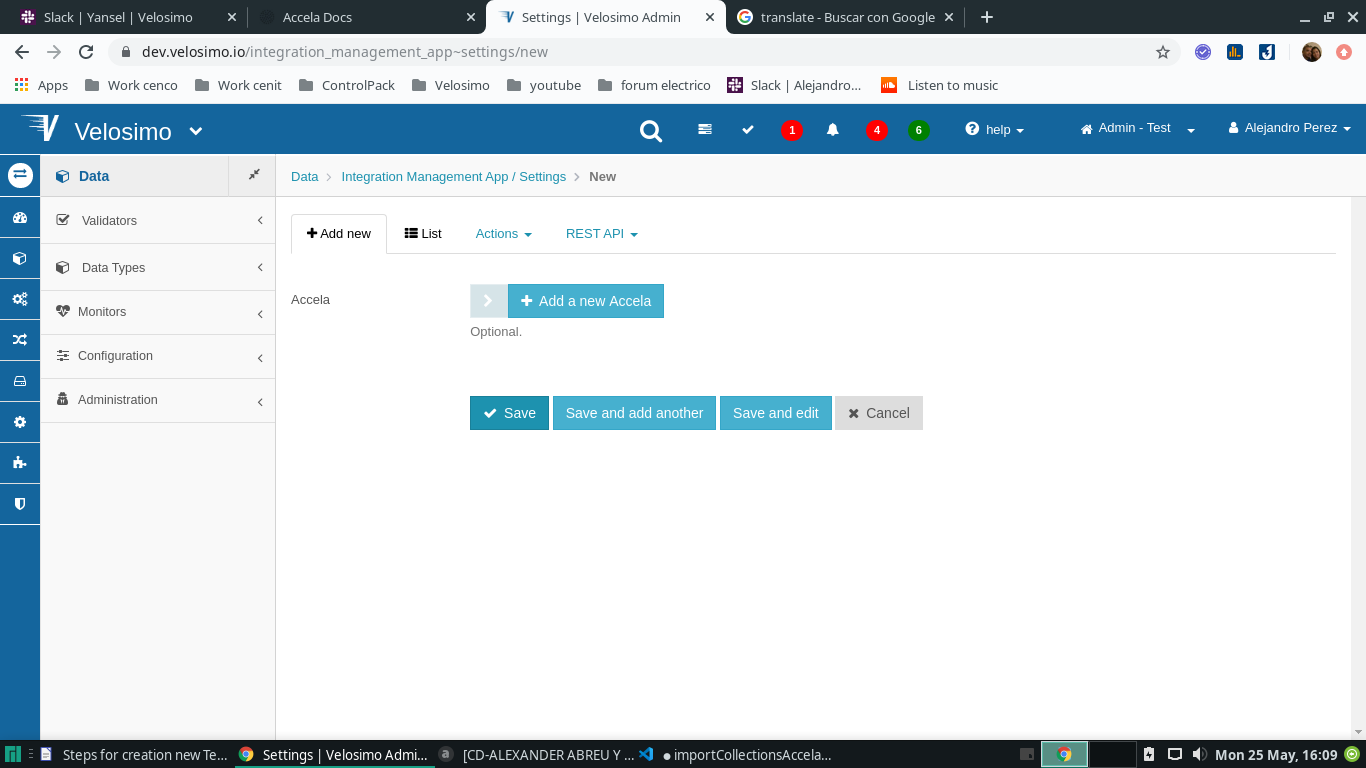 Slack | Yansel | Velosimo
Accela Docs
Settings | Velosimo Admin
translate - Buscar con Google
dev.velosimo.io/integration_management_app~settings/new
Apps
Work cenco
Work cenit
ControlPack
Velosimo
youtube
forum electrico
Slack | Alejandro...
Listen to music
Velosimo
1
4
6
help
Admin - Test
Alejandro Perez
Data
Data
Integration Management App / Settings
New
Validators
Data Types
Monitors
Configuration
Administration
Add new
List
Actions
REST API
Accela
Add a new Accela
Optional.
Save
Save and add another
Save and edit
Cancel
Steps for creation new Te...
Settings | Velosimo Admi...
[CD-ALEXANDER ABREU Y ...
● importCollectionsAccela...
Mon 25 May, 16:09